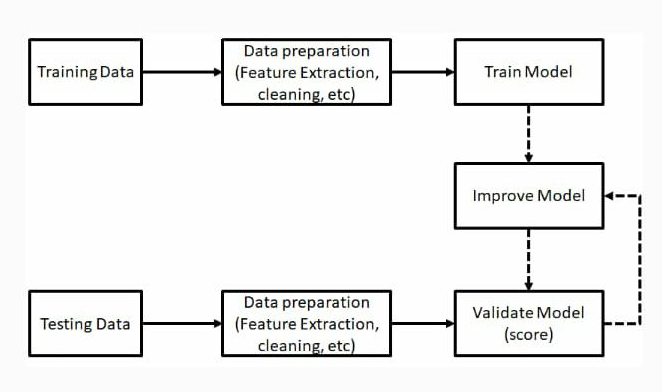 Training Data
Data preparation
(Feature Extraction,
cleaning, etc)
Train Model
Improve Model
Testing Data
Data preparation
(Feature Extraction,
cleaning, etc)
Validate Model
(score)